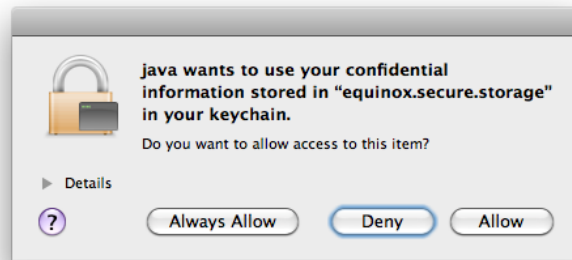 java wants to use your confidential
information stored in “equinox.secure.storage”
in your keychain.
Do you want to allow access to this item?
Details
?
Always Allow
Deny
Allow